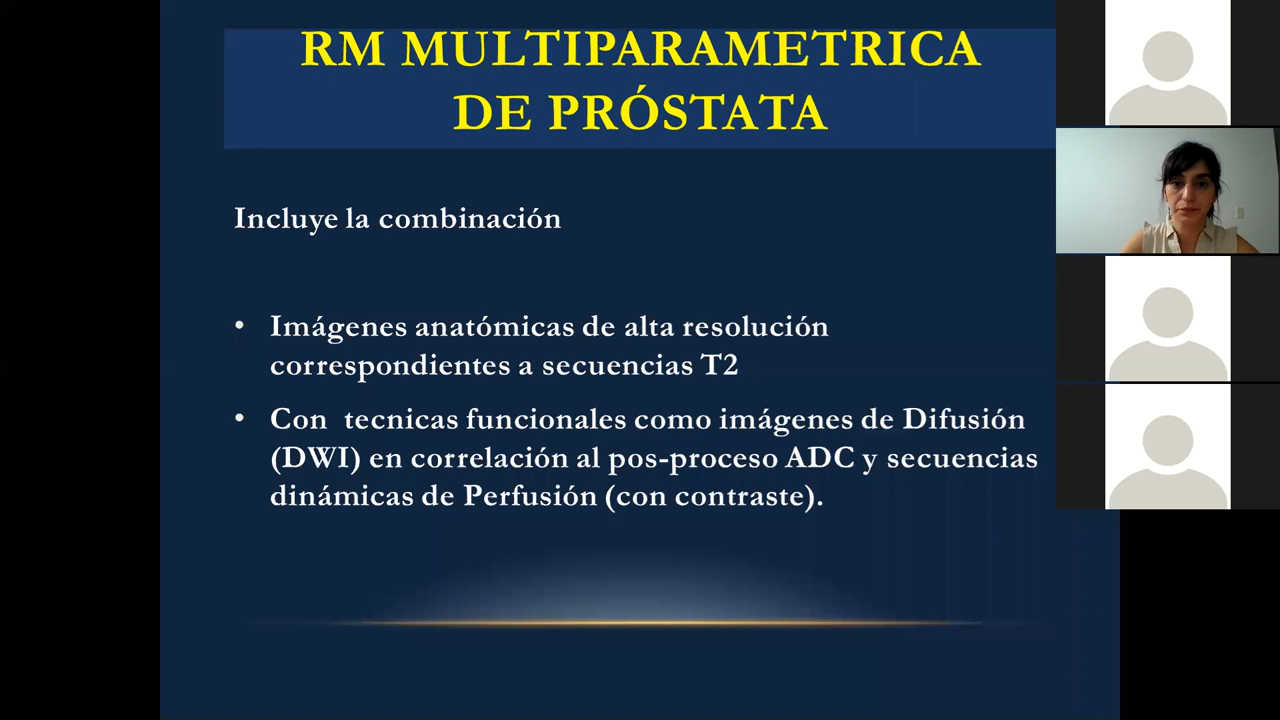 RM MULTIPARAMETRICA
DE PRÓSTATA
Incluye la combinación
• Imágenes anatómicas de alta resolución
correspondientes a secuencias T2
• Con tecnicas funcionales como imágenes de Difusión
(DWI) en correlación al pos-proceso ADC y secuencias
dinámicas de Perfusión (con contraste).